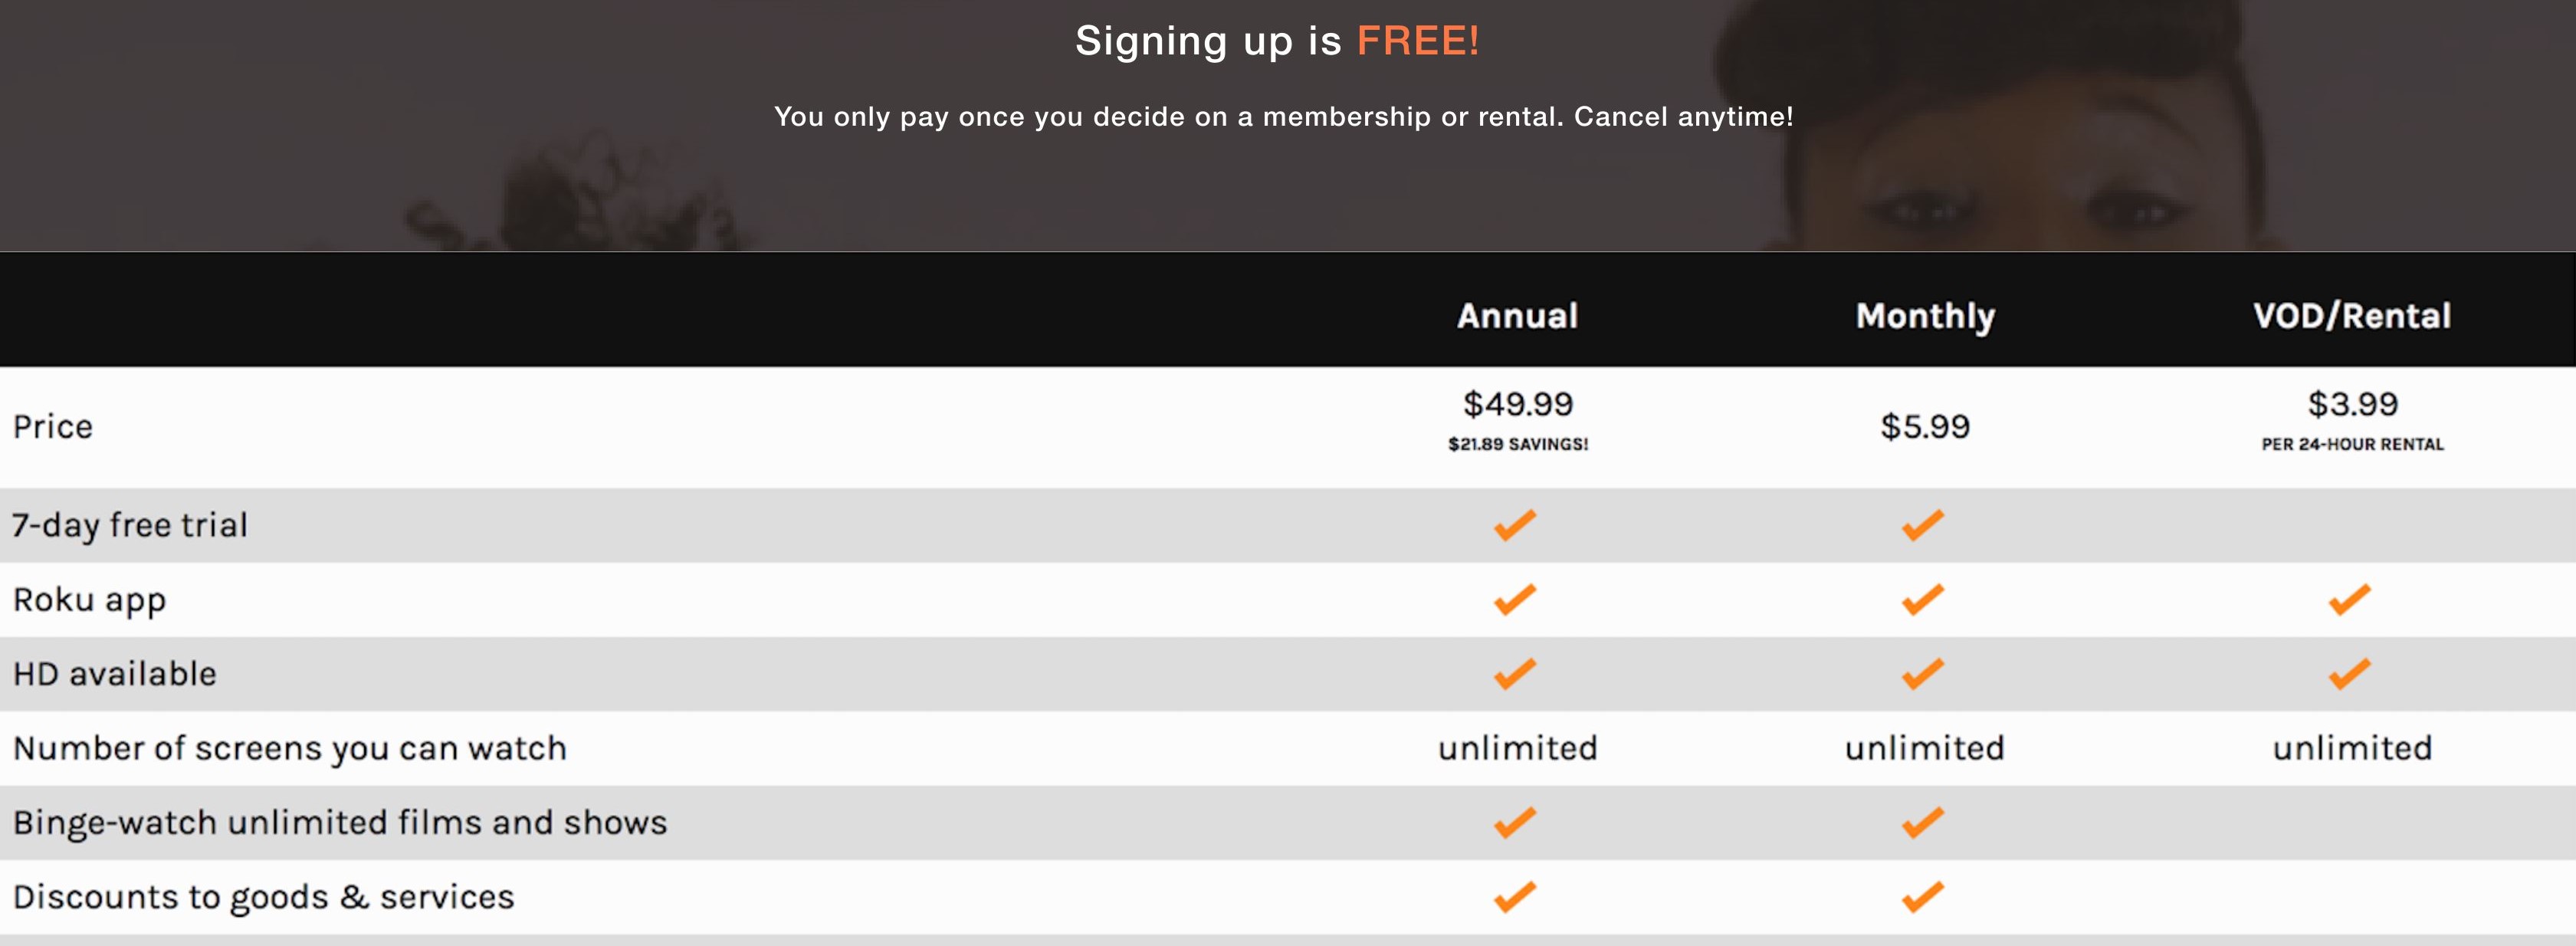 Signing up is FREE!
You only pay once you decide on a membership or rental. Cancel anytime!
Annual Monthly VOD/Rental
Price $49.99 $5.99 $3.99
$21.89 SAVINGS! PER 24-HOUR RENTAL
7-day free trial
Roku app
HD available
Number of screens you can watch unlimited unlimited unlimited
Binge-watch unlimited films and shows
Discounts to goods & services